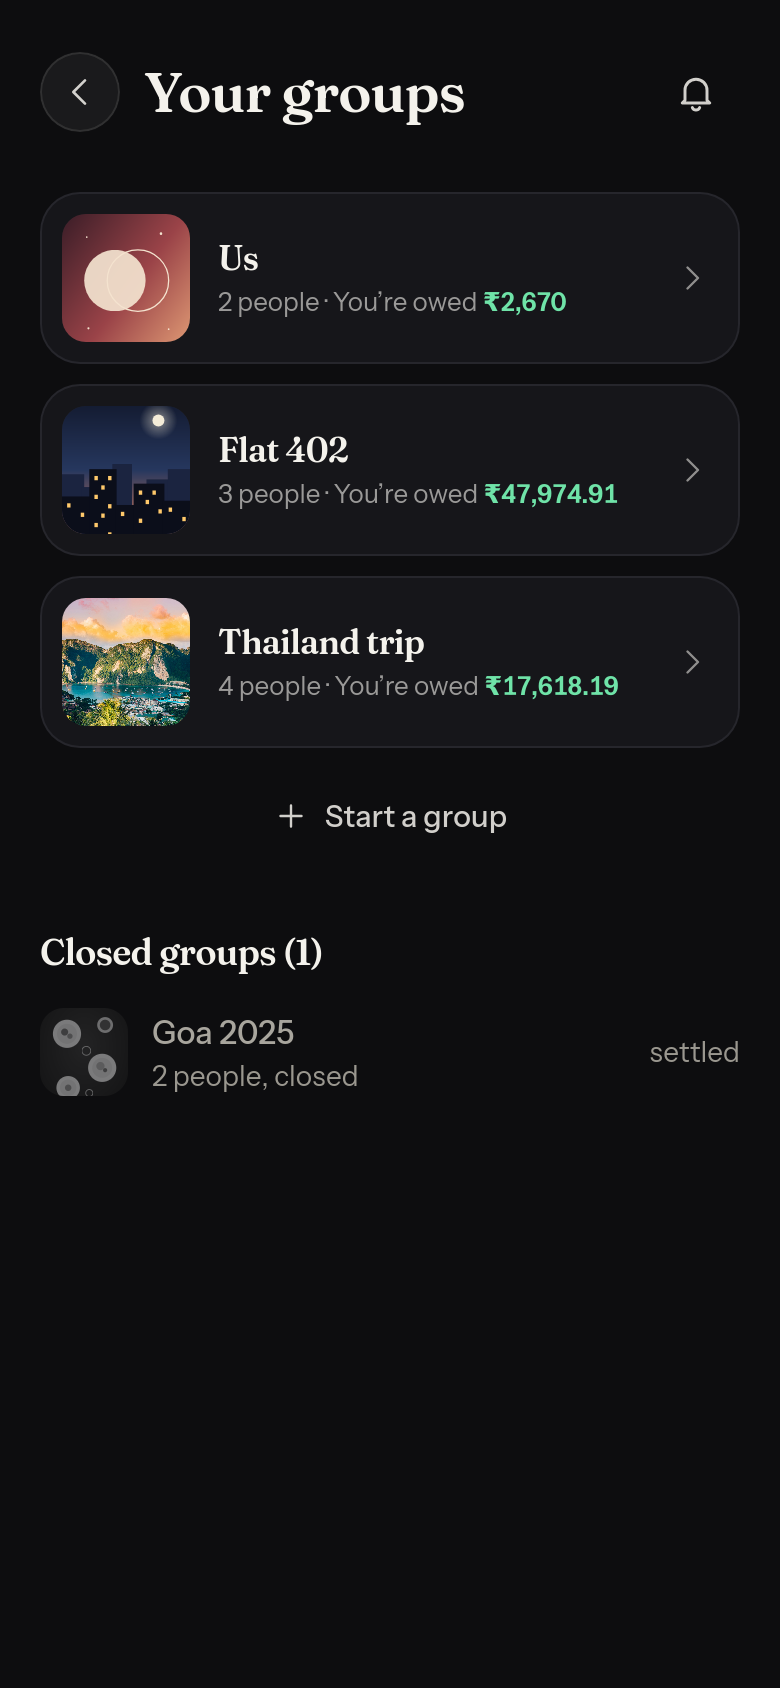 Your groups
Us
2 people · You’re owed ₹2,670
Flat 402
3 people · You’re owed ₹47,974.91
Thailand trip
4 people · You’re owed ₹17,618.19
Start a group
Closed groups (1)
Goa 2025
2 people, closed
settled